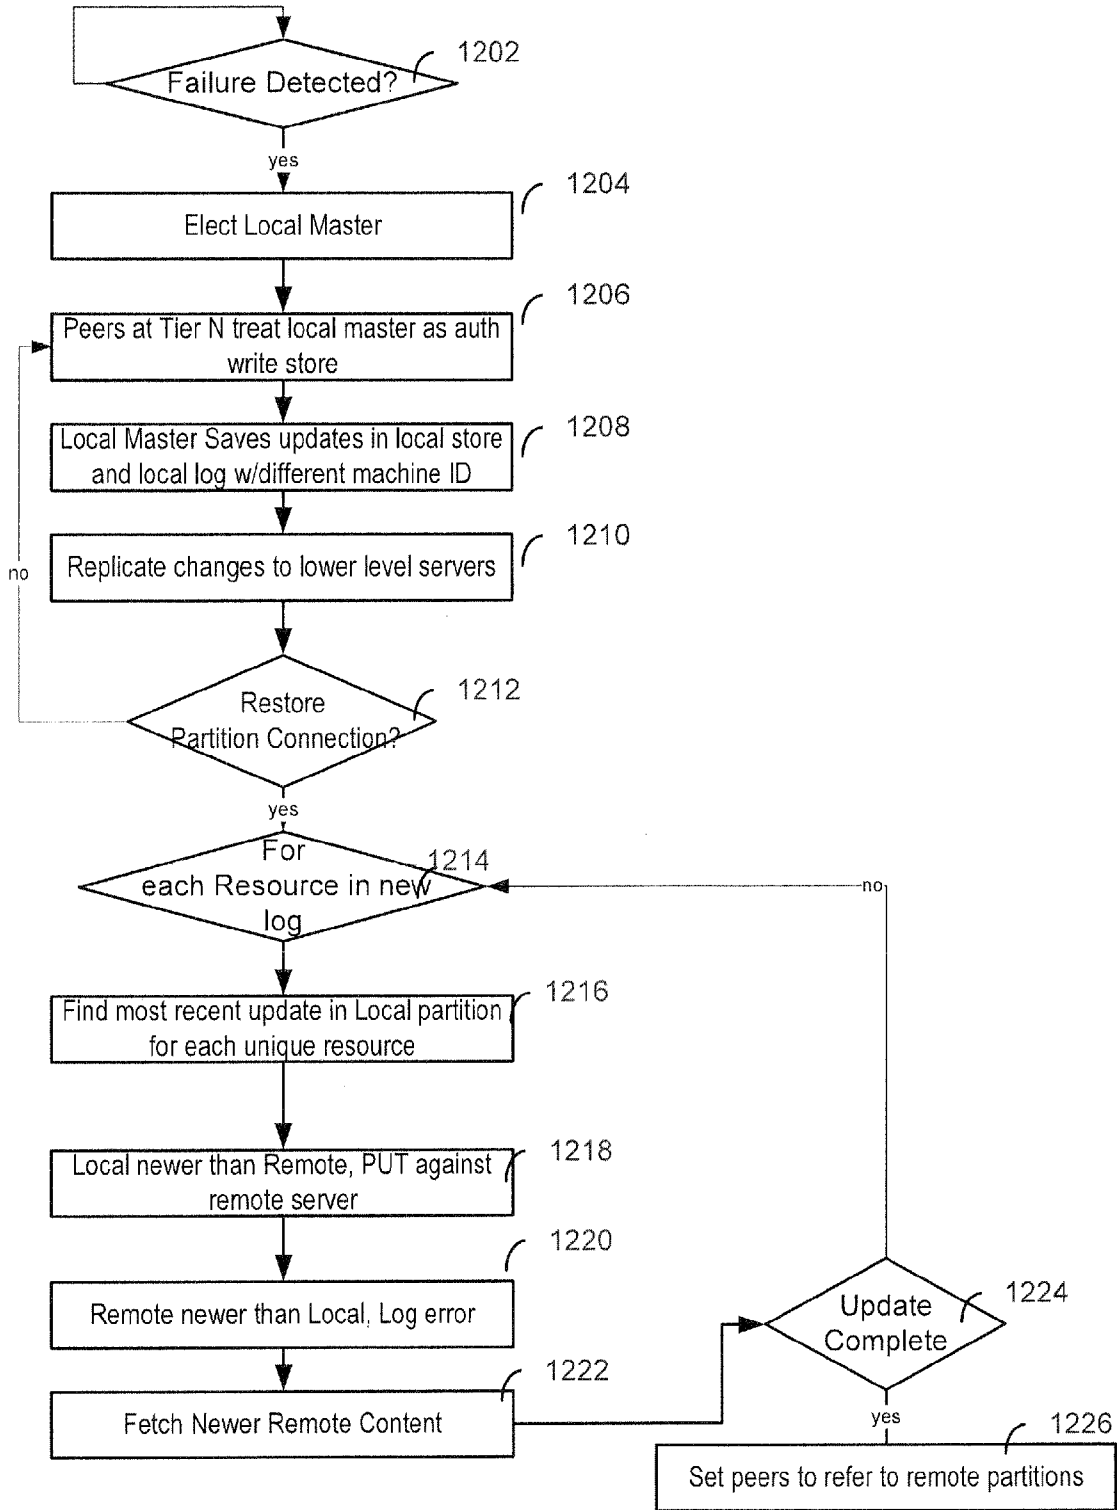 1202
Failure Detected?
yes
1204
Elect Local Master
1206
Peers at Tier N treat local master as auth
write store
1208
Local Master Saves updates in local store
and local log w/different machine ID
1210
Replicate changes to lower level servers
no
1212
Restore
Partition Connection?
yes
For
1214
each Resource in new
log
no
1216
Find most recent update in Local partition
for each unique resource
1218
Local newer than Remote, PUT against
remote server
1220
Remote newer than Local, Log error
1222
Fetch Newer Remote Content
1224
Update
Complete
yes
1226
Set peers to refer to remote partitions